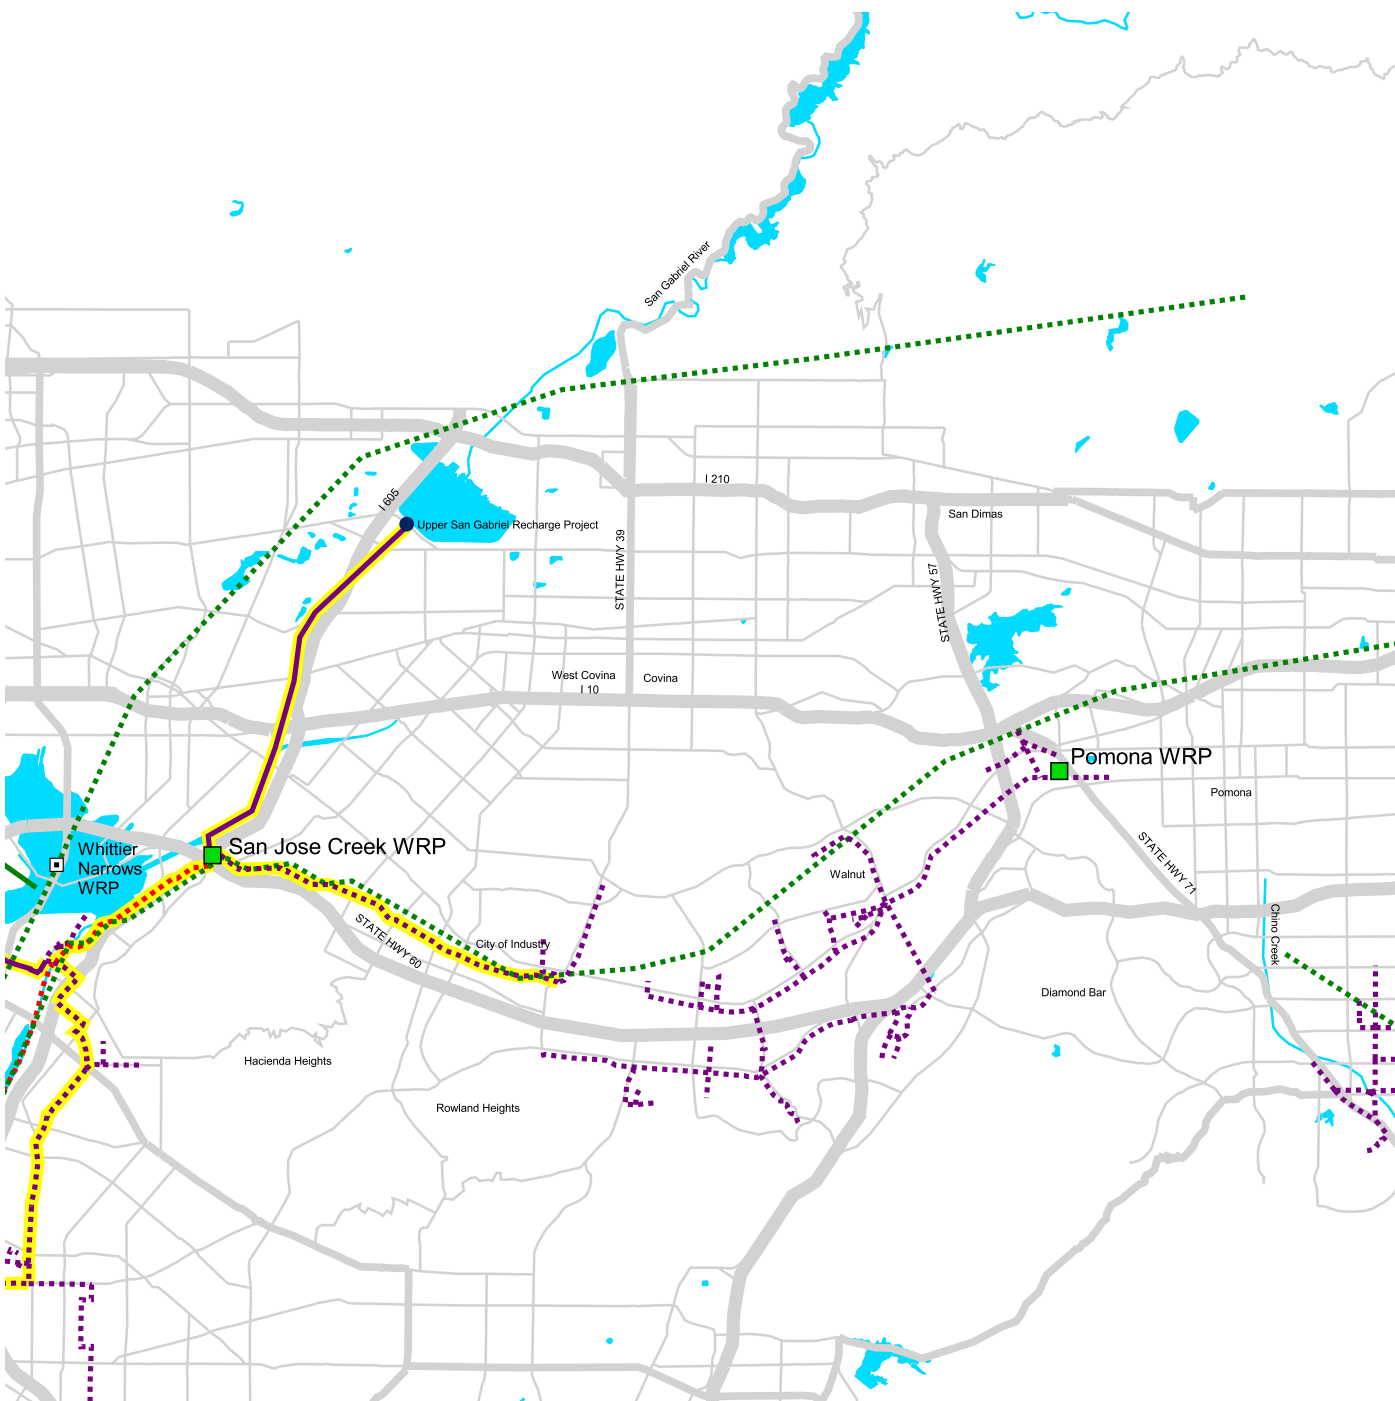 San Gabriel River
I 605
I 210
Upper San Gabriel Recharge Project
San Dimas
STATE HWY 39
STATE HWY 57
West Covina
I 10
Covina
Pomona WRP
Pomona
San Jose Creek WRP
Whittier
Narrows
WRP
STATE HWY 71
Walnut
STATE HWY 60
City of Industry
Chino Creek
Diamond Bar
Hacienda Heights
Rowland Heights